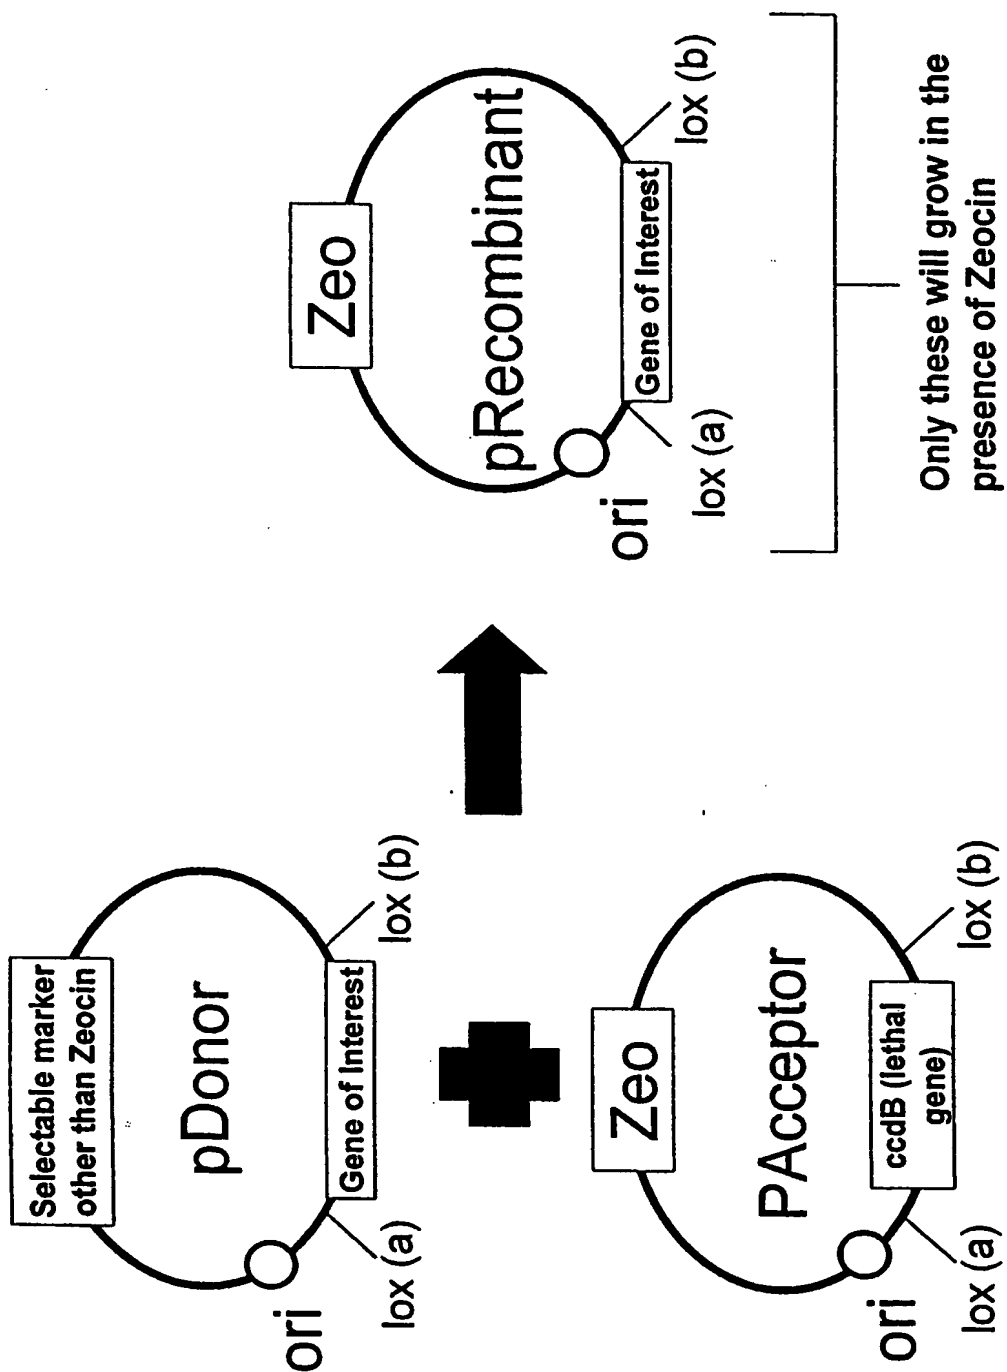 Selectable marker
other than Zeocin
pDonor
ori
lox (a)
Gene of Interest
lox (b)
Zeo
PAcceptor
ori
lox (a)
ccdB (lethal
gene)
lox (b)
Zeo
pRecombinant
ori
lox (a)
Gene of Interest
lox (b)
Only these will grow in the
presence of Zeocin